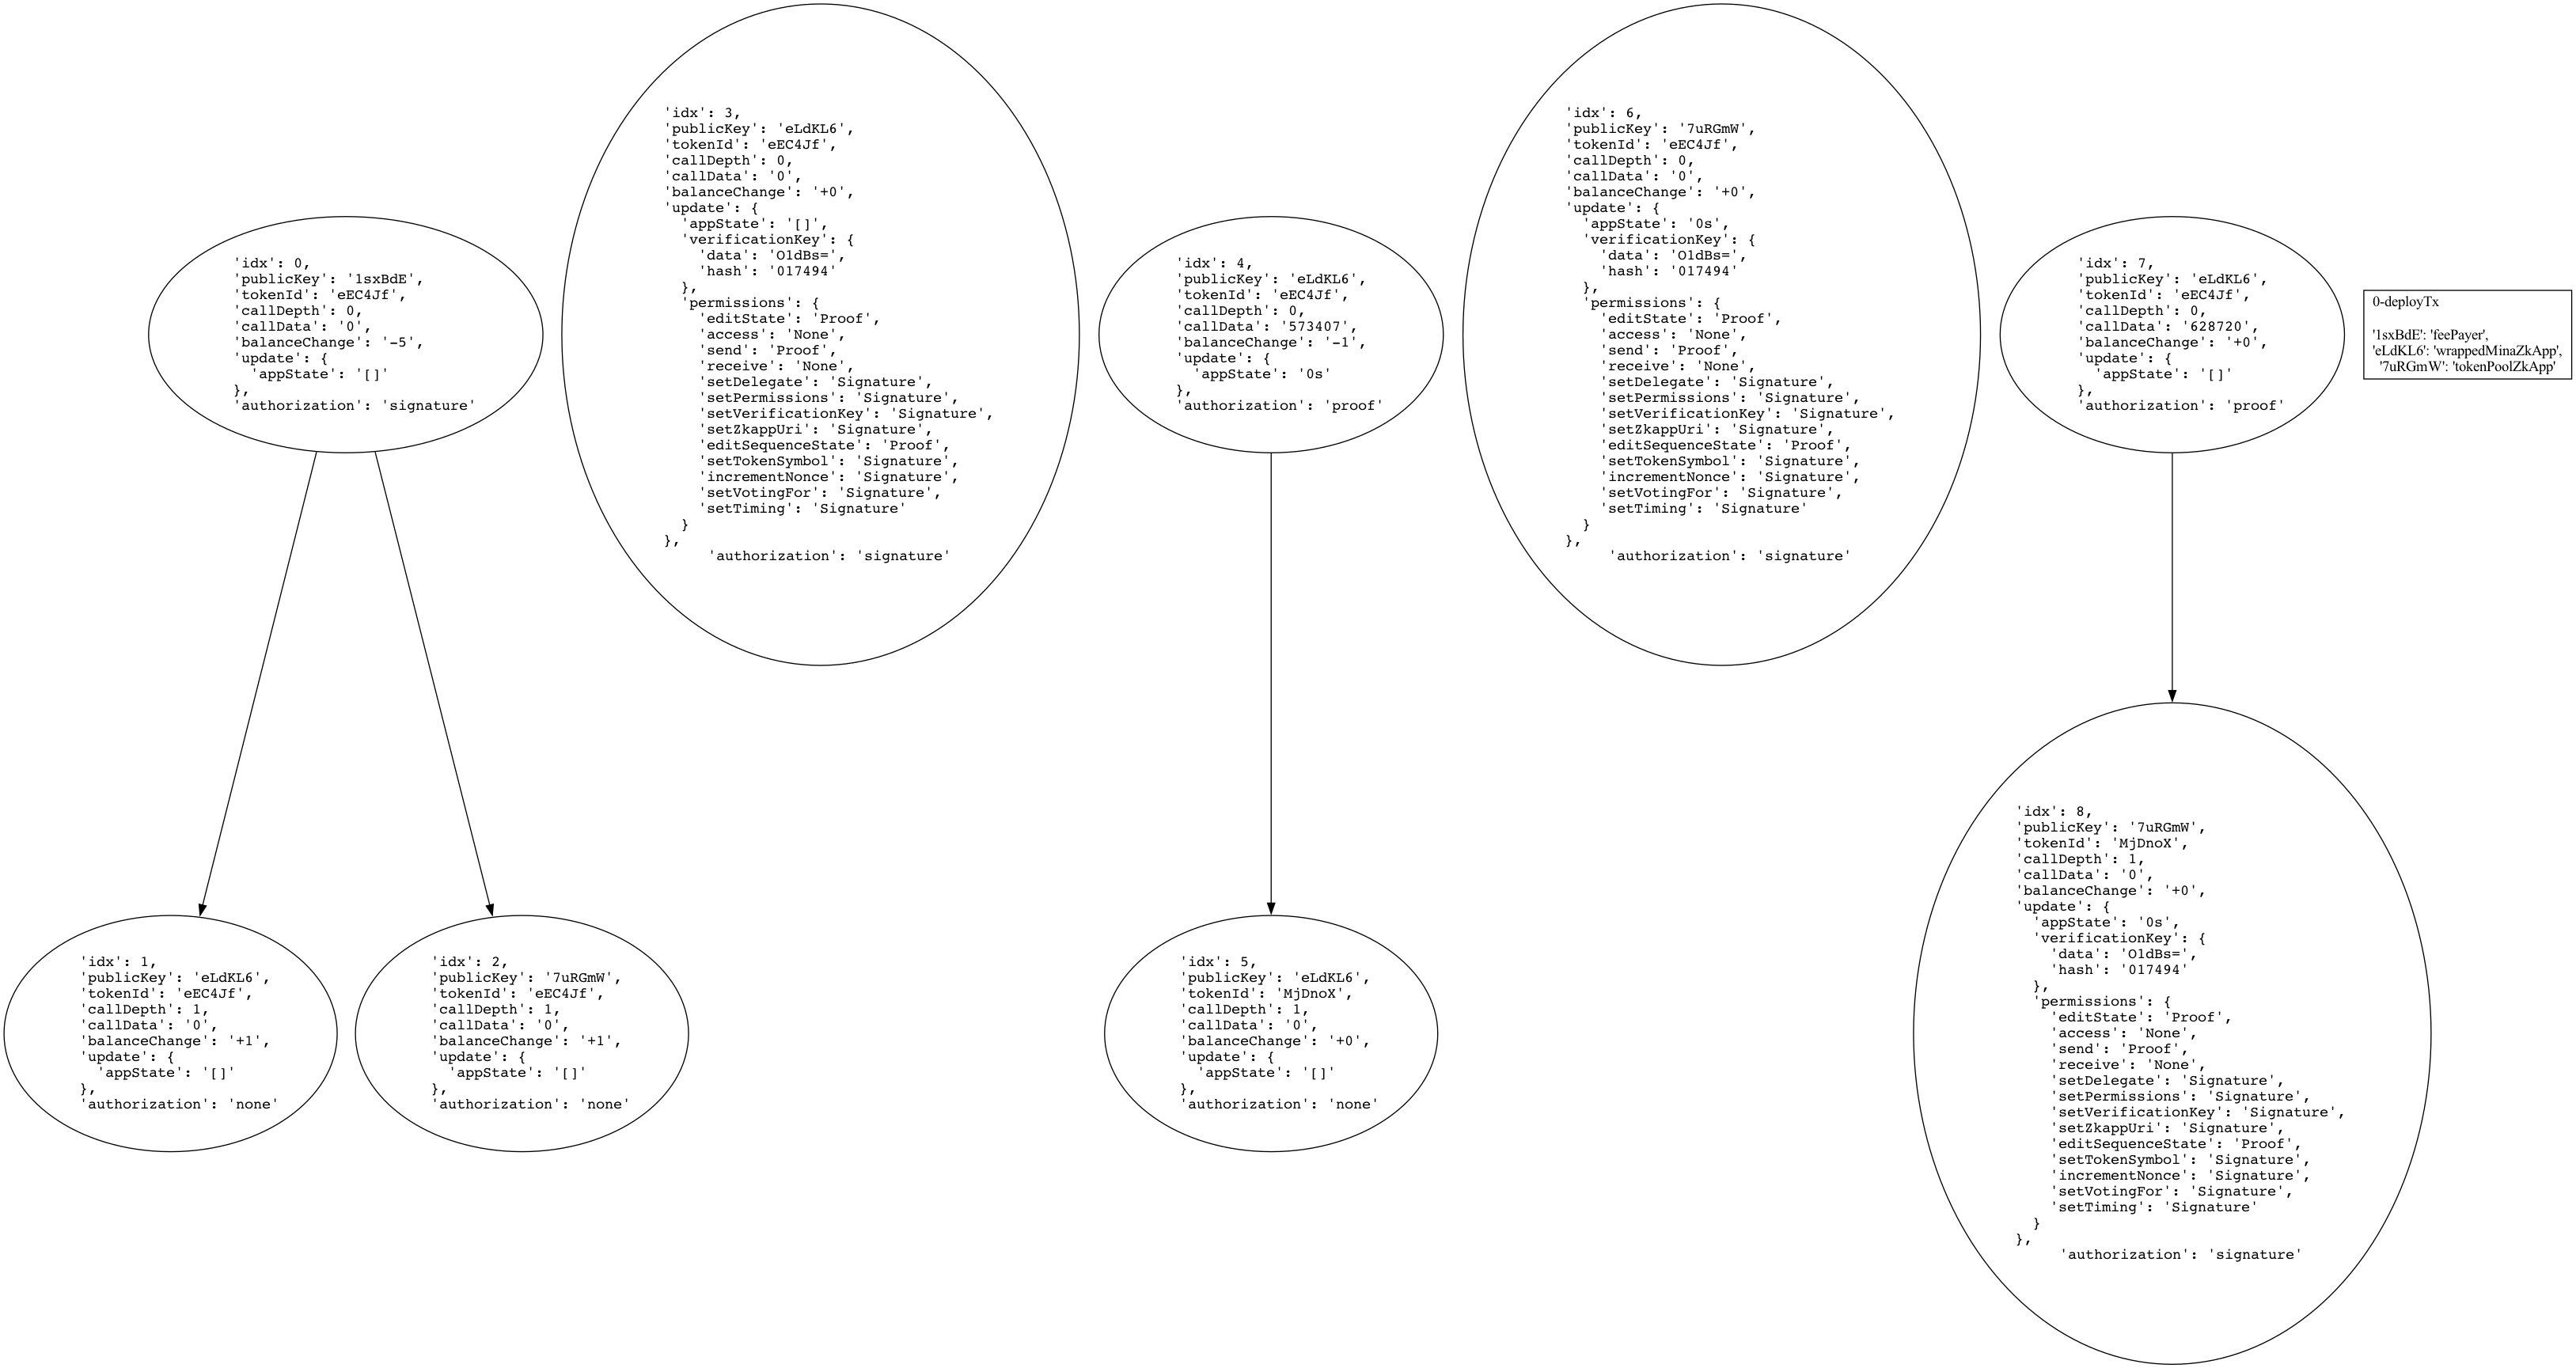 'idx': 0,
'publicKey': '1sxBdE',
'tokenId': 'eEC4Jf',
'callDepth': 0,
'callData': '0',
'balanceChange': '-5',
'update': {
  'appState': '[]'
},
'authorization': 'signature'
'idx': 3,
'publicKey': 'eLdKL6',
'tokenId': 'eEC4Jf',
'callDepth': 0,
'callData': '0',
'balanceChange': '+0',
'update': {
  'appState': '[]',
  'verificationKey': {
    'data': 'O1dBs=',
    'hash': '017494'
  },
  'permissions': {
    'editState': 'Proof',
    'access': 'None',
    'send': 'Proof',
    'receive': 'None',
    'setDelegate': 'Signature',
    'setPermissions': 'Signature',
    'setVerificationKey': 'Signature',
    'setZkappUri': 'Signature',
    'editSequenceState': 'Proof',
    'setTokenSymbol': 'Signature',
    'incrementNonce': 'Signature',
    'setVotingFor': 'Signature',
    'setTiming': 'Signature'
  }
},
'authorization': 'signature'
'idx': 4,
'publicKey': 'eLdKL6',
'tokenId': 'eEC4Jf',
'callDepth': 0,
'callData': '573407',
'balanceChange': '-1',
'update': {
  'appState': '0s'
},
'authorization': 'proof'
'idx': 6,
'publicKey': '7uRGmW',
'tokenId': 'eEC4Jf',
'callDepth': 0,
'callData': '0',
'balanceChange': '+0',
'update': {
  'appState': '0s',
  'verificationKey': {
    'data': 'O1dBs=',
    'hash': '017494'
  },
  'permissions': {
    'editState': 'Proof',
    'access': 'None',
    'send': 'Proof',
    'receive': 'None',
    'setDelegate': 'Signature',
    'setPermissions': 'Signature',
    'setVerificationKey': 'Signature',
    'setZkappUri': 'Signature',
    'editSequenceState': 'Proof',
    'setTokenSymbol': 'Signature',
    'incrementNonce': 'Signature',
    'setVotingFor': 'Signature',
    'setTiming': 'Signature'
  }
},
'authorization': 'signature'
'idx': 7,
'publicKey': 'eLdKL6',
'tokenId': 'eEC4Jf',
'callDepth': 0,
'callData': '628720',
'balanceChange': '+0',
'update': {
  'appState': '[]'
},
'authorization': 'proof'
0-deployTx
'1sxBdE': 'feePayer',
'eLdKL6': 'wrappedMinaZkApp',
'7uRGmW': 'tokenPoolZkApp'
'idx': 1,
'publicKey': 'eLdKL6',
'tokenId': 'eEC4Jf',
'callDepth': 1,
'callData': '0',
'balanceChange': '+1',
'update': {
  'appState': '[]'
},
'authorization': 'none'
'idx': 2,
'publicKey': '7uRGmW',
'tokenId': 'eEC4Jf',
'callDepth': 1,
'callData': '0',
'balanceChange': '+1',
'update': {
  'appState': '[]'
},
'authorization': 'none'
'idx': 5,
'publicKey': 'eLdKL6',
'tokenId': 'MjDnoX',
'callDepth': 1,
'callData': '0',
'balanceChange': '+0',
'update': {
  'appState': '[]'
},
'authorization': 'none'
'idx': 8,
'publicKey': '7uRGmW',
'tokenId': 'MjDnoX',
'callDepth': 1,
'callData': '0',
'balanceChange': '+0',
'update': {
  'appState': '0s',
  'verificationKey': {
    'data': 'O1dBs=',
    'hash': '017494'
  },
  'permissions': {
    'editState': 'Proof',
    'access': 'None',
    'send': 'Proof',
    'receive': 'None',
    'setDelegate': 'Signature',
    'setPermissions': 'Signature',
    'setVerificationKey': 'Signature',
    'setZkappUri': 'Signature',
    'editSequenceState': 'Proof',
    'setTokenSymbol': 'Signature',
    'incrementNonce': 'Signature',
    'setVotingFor': 'Signature',
    'setTiming': 'Signature'
  }
},
'authorization': 'signature'